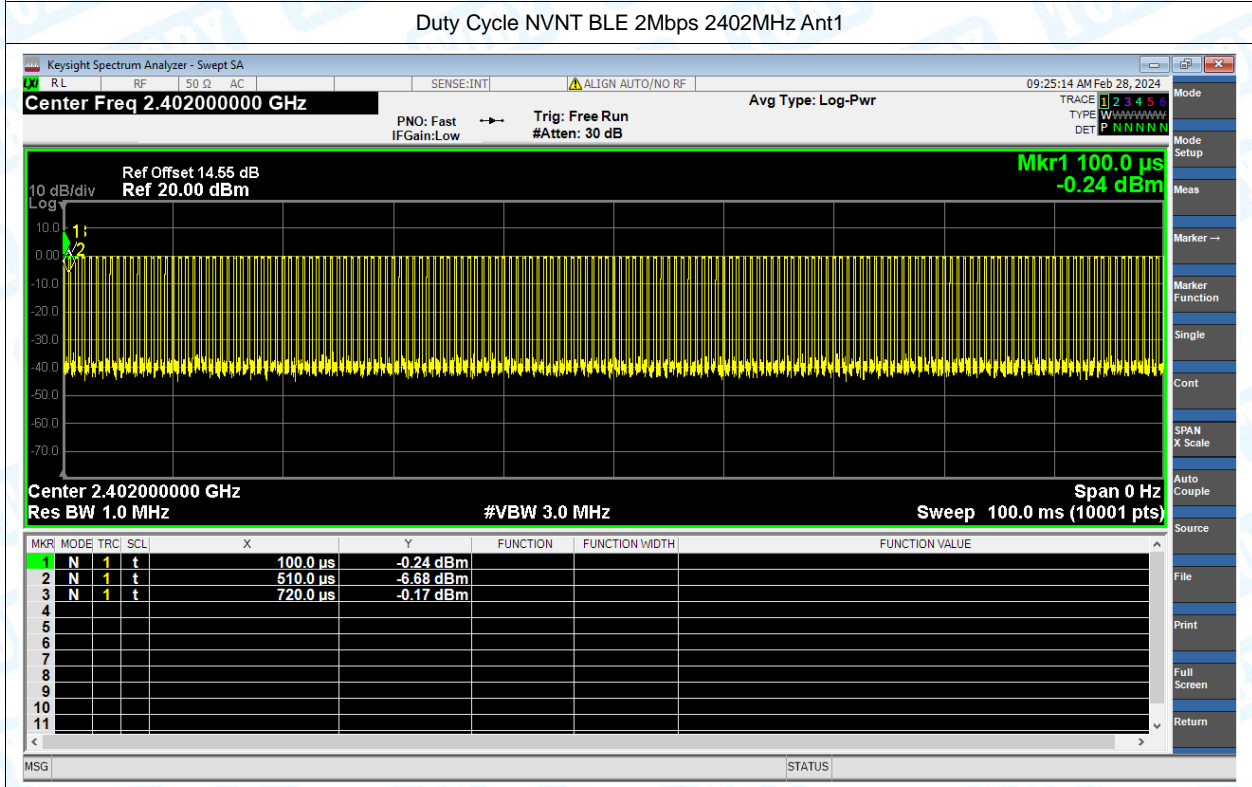 Duty Cycle NVNT BLE 2Mbps 2402MHz Ant1
Keysight Spectrum Analyzer - Swept SA
LXI RL RF 50 Ω AC SENSE:INT ALIGN AUTO/NO RF 09:25:14 AM Feb 28, 2024
Center Freq 2.402000000 GHz
PNO: Fast
IFGain:Low
Trig: Free Run
#Atten: 30 dB
Avg Type: Log-Pwr
TRACE 1 2 3 4 5 6
TYPE WWWWWW
DET P NNNNN
Mkr1 100.0 µs
-0.24 dBm
Ref Offset 14.55 dB
10 dB/div Ref 20.00 dBm
Log
10.0
0.00
-10.0
-20.0
-30.0
-40.0
-50.0
-60.0
-70.0
1
2
Center 2.402000000 GHz Span 0 Hz
Res BW 1.0 MHz #VBW 3.0 MHz Sweep 100.0 ms (10001 pts)
MKR MODE TRC SCL X Y FUNCTION FUNCTION WIDTH FUNCTION VALUE
1 N 1 t 100.0 µs -0.24 dBm
2 N 1 t 510.0 µs -6.68 dBm
3 N 1 t 720.0 µs -0.17 dBm
4
5
6
7
8
9
10
11
MSG STATUS
Mode
Mode
Setup
Meas
Marker →
Marker
Function
Single
Cont
SPAN
X Scale
Auto
Couple
Source
File
Print
Full
Screen
Return